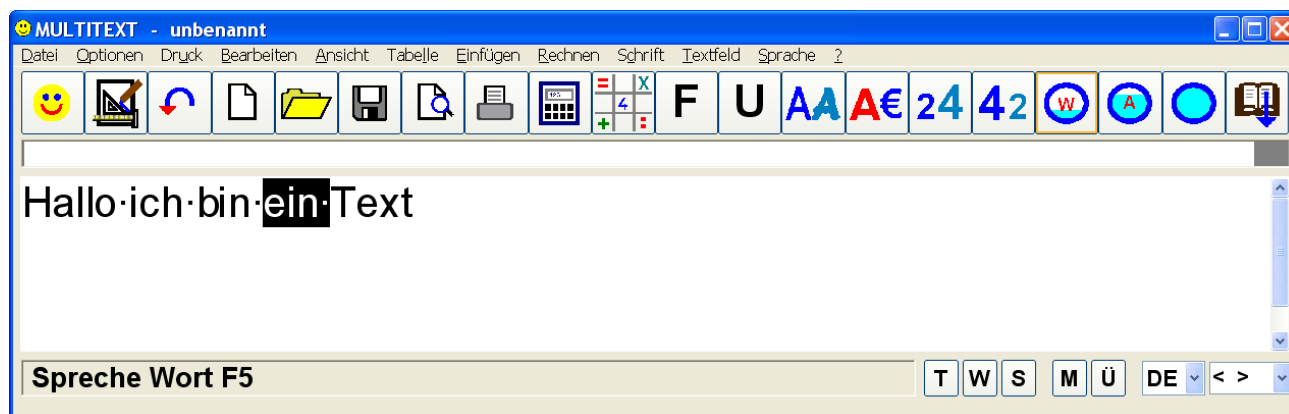 MULTITEXT - unbenannt
Datei Optionen Druck Bearbeiten Ansicht Tabelle Einfügen Rechnen Schrift Textfeld Sprache ?
= X 4 + : F U AA A€ 24 42 W A
Hallo·ich·bin·ein·Text
Spreche Wort F5 T W S M Ü DE < >